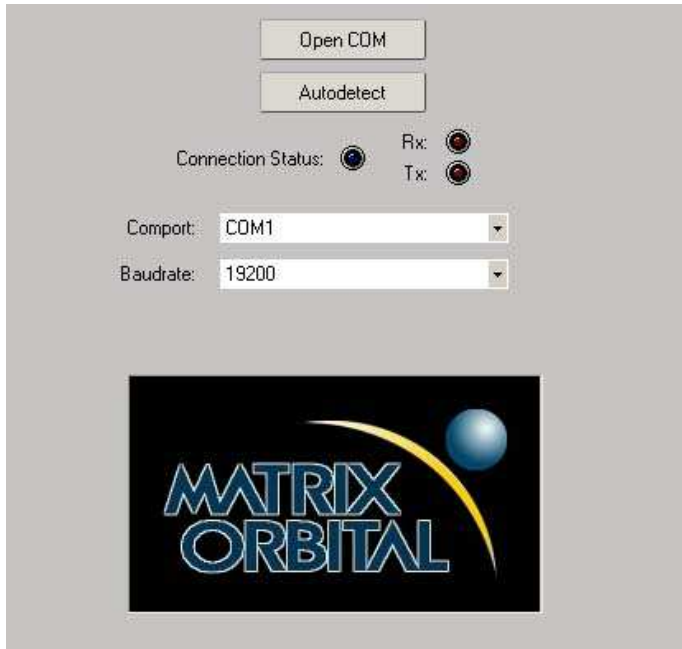 Open COM
Autodetect
Connection Status:
Rx:
Tx:
Comport: COM1
Baudrate: 19200
MATRIX
ORBITAL